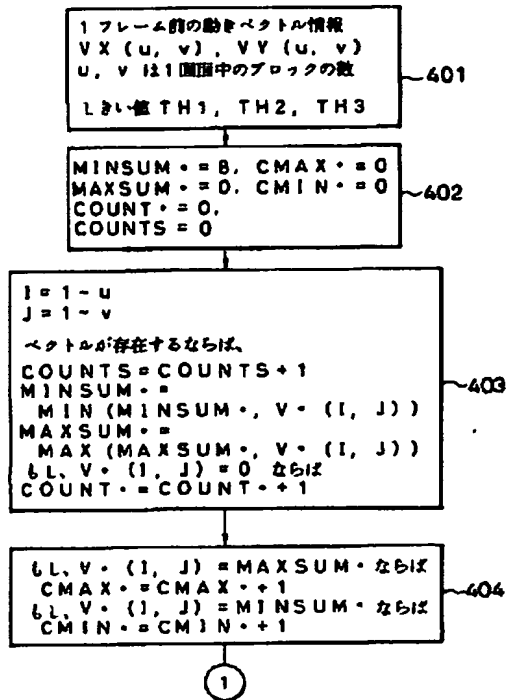 1 フレーム前の動きベクトル情報
VX (u, v), VY (u, v)
u, v は1画面中のブロックの数
しきい値 TH1, TH2, TH3
401
MINSUM・=8, CMAX・=0
MAXSUM・=0, CMIN・=0
COUNT・=0,
COUNTS=0
402
I=1~u
J=1~v
ベクトルが存在するならば、
COUNTS=COUNTS+1
MINSUM・=
MIN (MINSUM・, V・(I, J))
MAXSUM・=
MAX (MAXSUM・, V・(I, J))
もし、V・(I, J)=0 ならば
COUNT・=COUNT・+1
403
もし、V・(I, J)=MAXSUM・ならば
CMAX・=CMAX・+1
もし、V・(I, J)=MINSUM・ならば
CMIN・=CMIN・+1
404
1